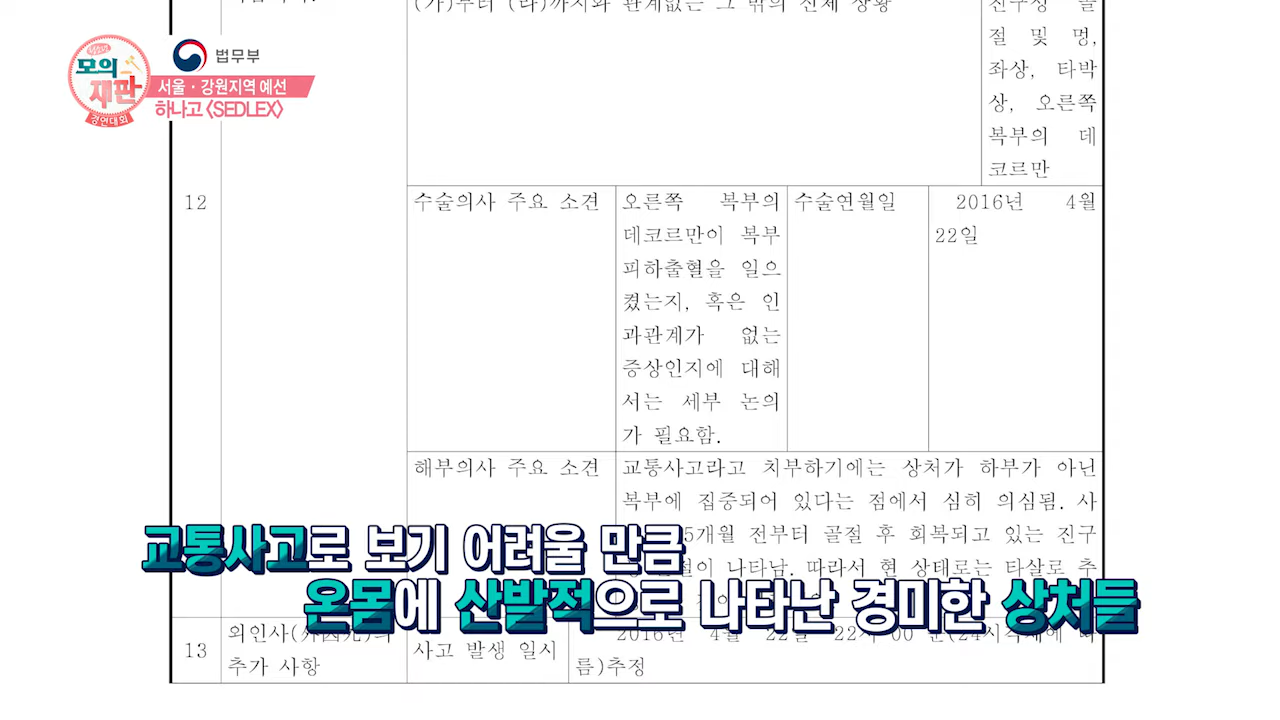 (가)부터 (라)까지와 관계없는 그 밖의 신체 상황
진구성 골
절 및 멍,
좌상, 타박
상, 오른쪽
복부의 데
코르만
청소년
모의
재판
경연대회
법무부
서울·강원지역 예선
하나고 〈SEDLEX〉
12
수술의사 주요 소견
오른쪽 복부의
데코르만이 복부
피하출혈을 일으
켰는지, 혹은 인
과관계가 없는
증상인지에 대해
서는 세부 논의
가 필요함.
수술연월일
2016년 4월
22일
해부의사 주요 소견
교통사고라고 치부하기에는 상처가 하부가 아닌
복부에 집중되어 있다는 점에서 심히 의심됨. 사
5개월 전부터 골절 후 회복되고 있는 진구
이 나타남. 따라서 현 상태로는 타살로 추
교통사고로 보기 어려울 만큼
온몸에 산발적으로 나타난 경미한 상처들
13
외인사
추가 사항
사고 발생 일시
2016년 4월 22일 22시
름)추정